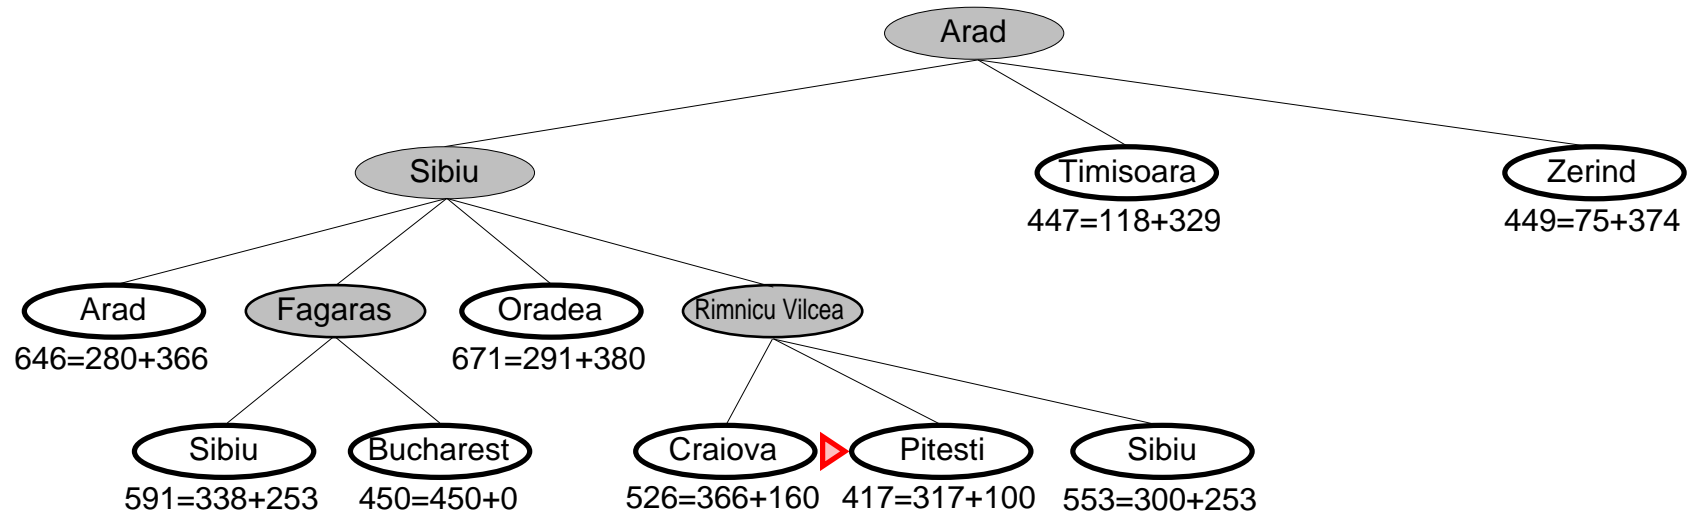 Arad
Sibiu
Timisoara
Zerind
447=118+329
449=75+374
Arad
Fagaras
Oradea
Rimnicu Vilcea
646=280+366
671=291+380
Sibiu
Bucharest
Craiova
Pitesti
Sibiu
591=338+253
450=450+0
526=366+160
417=317+100
553=300+253